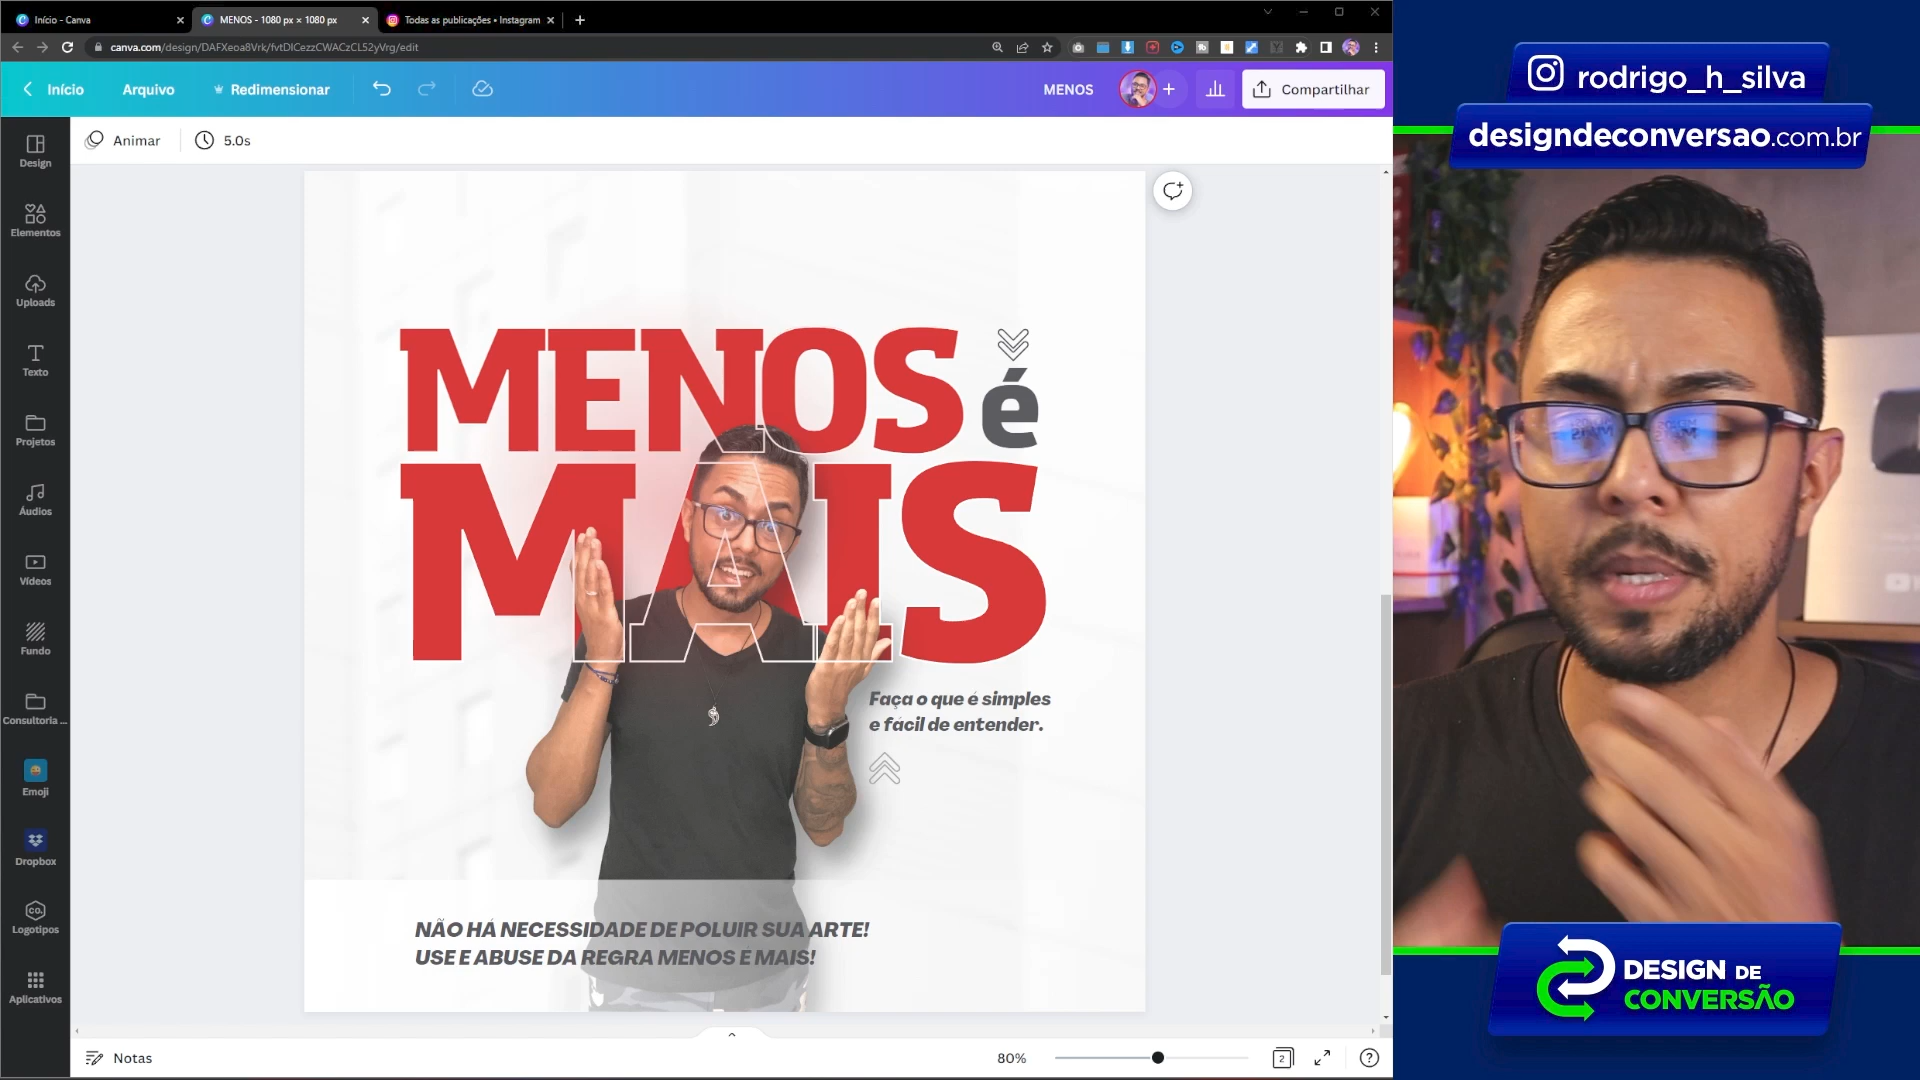 Início - Canva
MENOS - 1080 px × 1080 px
Todas as publicações • Instagram
canva.com/design/DAFXeoa8Vrk/fvtDICezzCWACzCL52yVrg/edit
Início
Arquivo
Redimensionar
MENOS
Compartilhar
Animar
5.0s
Design
Elementos
Uploads
Texto
Projetos
Áudios
Vídeos
Fundo
Consultoria ...
Emoji
Dropbox
CO.
Logotipos
Aplicativos
MENOS
é
MAIS
Faça o que é simples
e fácil de entender.
NÃO HÁ NECESSIDADE DE POLUIR SUA ARTE!
USE E ABUSE DA REGRA MENOS É MAIS!
Notas
80%
2
rodrigo_h_silva
designdeconversao.com.br
DESIGN DE
CONVERSÃO